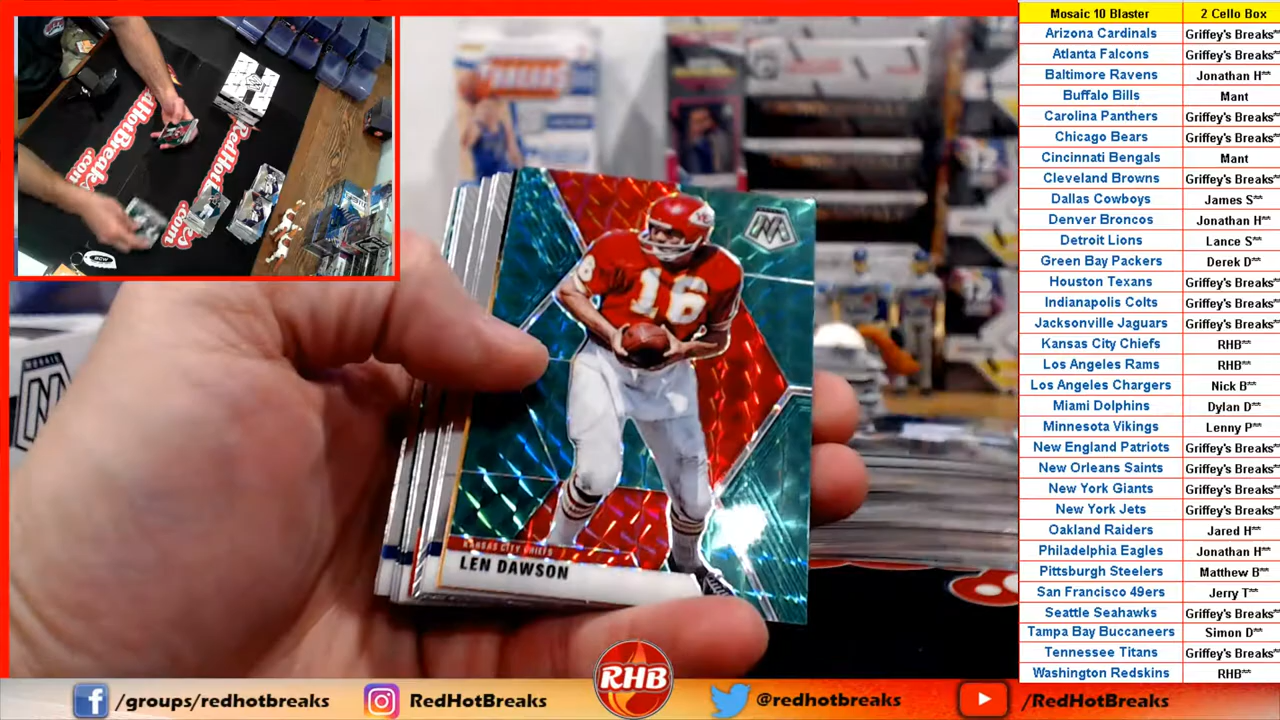 Mosaic 10 Blaster 2 Cello Box
Arizona Cardinals Griffey's Breaks**
Atlanta Falcons Griffey's Breaks**
Baltimore Ravens Jonathan H**
Buffalo Bills Mant
Carolina Panthers Griffey's Breaks**
Chicago Bears Griffey's Breaks**
Cincinnati Bengals Mant
Cleveland Browns Griffey's Breaks**
Dallas Cowboys James S**
Denver Broncos Jonathan H**
Detroit Lions Lance S**
Green Bay Packers Derek D**
Houston Texans Griffey's Breaks**
Indianapolis Colts Griffey's Breaks**
Jacksonville Jaguars Griffey's Breaks**
Kansas City Chiefs RHB**
Los Angeles Rams RHB**
Los Angeles Chargers Nick B**
Miami Dolphins Dylan D**
Minnesota Vikings Lenny P**
New England Patriots Griffey's Breaks**
New Orleans Saints Griffey's Breaks**
New York Giants Griffey's Breaks**
New York Jets Griffey's Breaks**
Oakland Raiders Jared H**
Philadelphia Eagles Jonathan H**
Pittsburgh Steelers Matthew B**
San Francisco 49ers Jerry T**
Seattle Seahawks Griffey's Breaks**
Tampa Bay Buccaneers Simon D**
Tennessee Titans Griffey's Breaks**
Washington Redskins RHB**
THREADS
16
KANSAS CITY CHIEFS
LEN DAWSON
MOSAIC
RHB
/groups/redhotbreaks
RedHotBreaks
@redhotbreaks
/RedHotBreaks